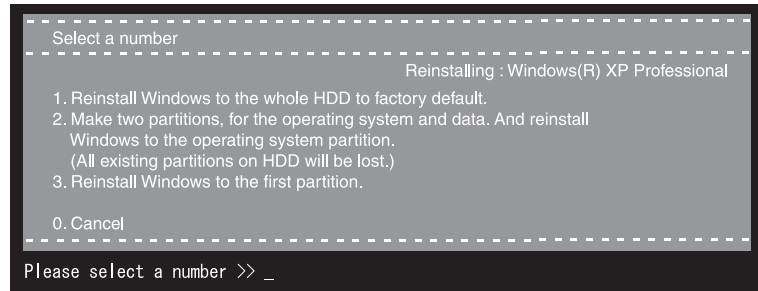 Select a number
Reinstalling : Windows(R) XP Professional
1. Reinstall Windows to the whole HDD to factory default.
2. Make two partitions, for the operating system and data. And reinstall
Windows to the operating system partition.
(All existing partitions on HDD will be lost.)
3. Reinstall Windows to the first partition.
0. Cancel
Please select a number >> _